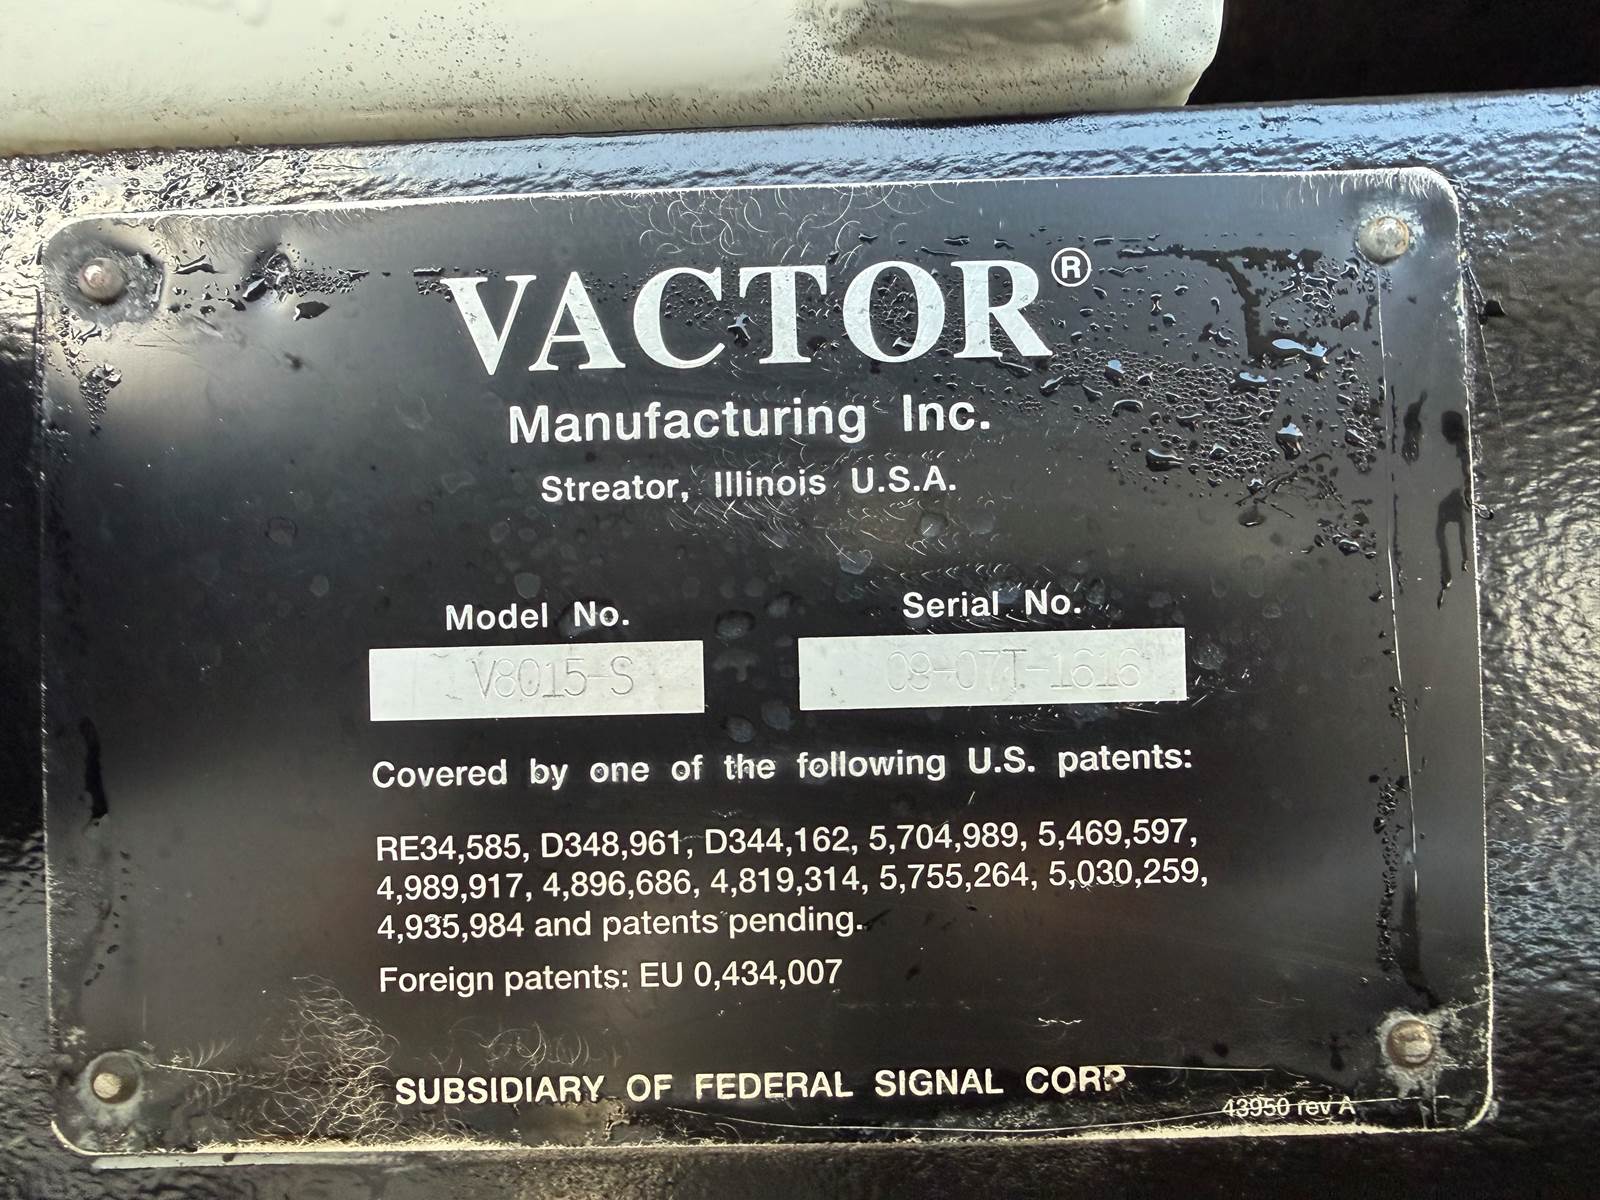 VACTOR®
Manufacturing Inc.
Streator, Illinois U.S.A.
Model No. Serial No.
V8015-S 09-07T-1616
Covered by one of the following U.S. patents:
RE34,585, D348,961, D344,162, 5,704,989, 5,469,597,
4,989,917, 4,896,686, 4,819,314, 5,755,264, 5,030,259,
4,935,984 and patents pending.
Foreign patents: EU 0,434,007
SUBSIDIARY OF FEDERAL SIGNAL CORP
43950 rev A